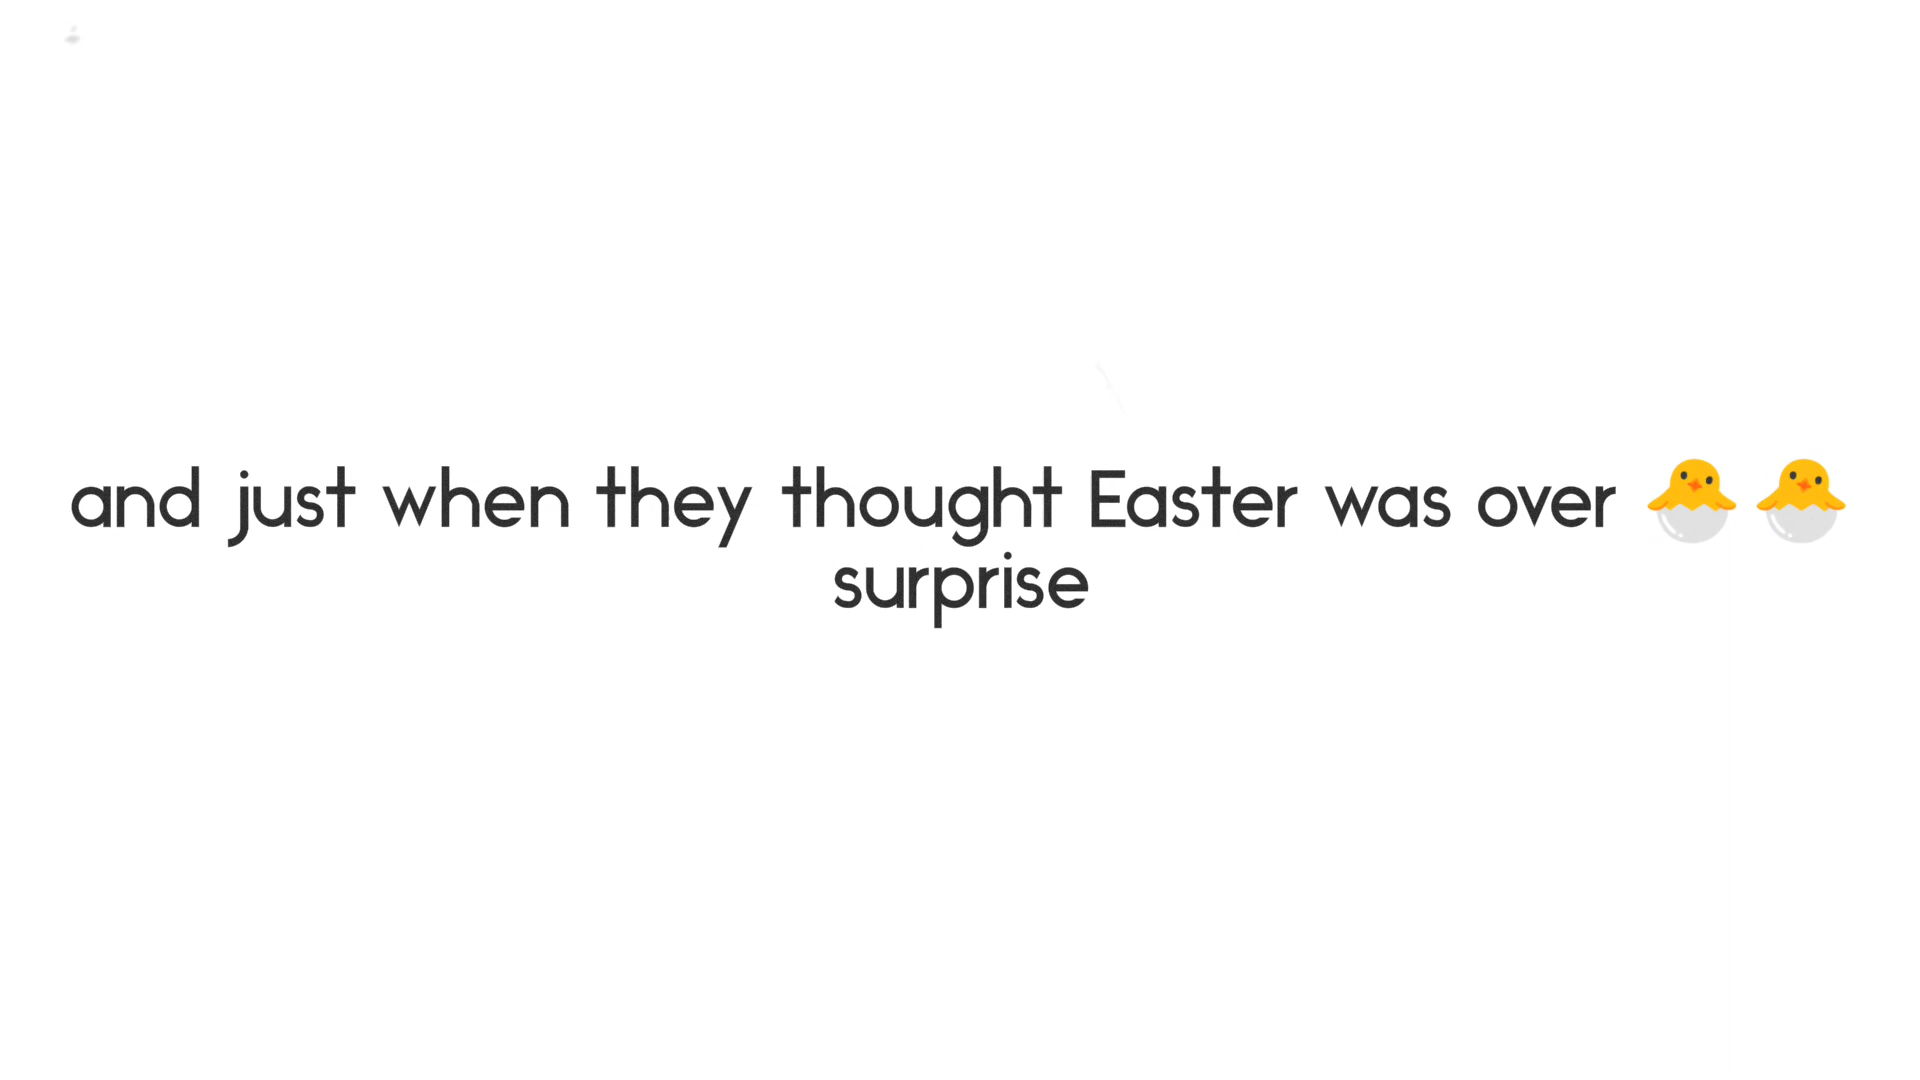 and just when they thought Easter was over 🐣🐣
surprise